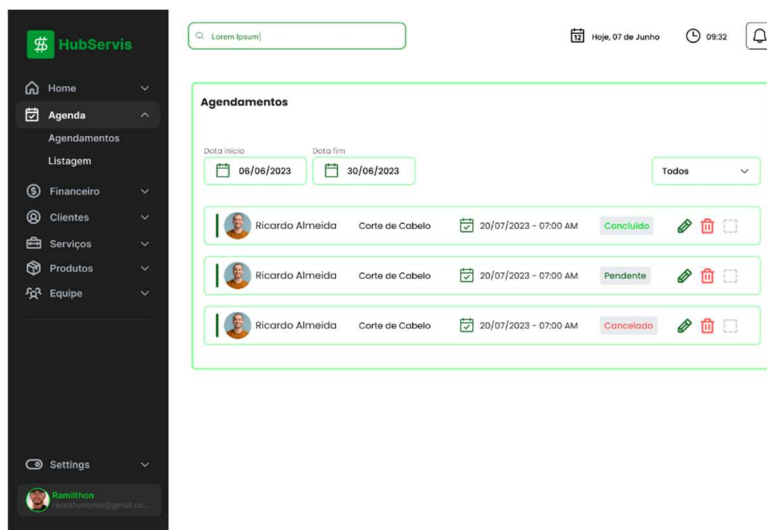 HubServis
Home
Agenda
Agendamentos
Listagem
Financeiro
Clientes
Serviços
Produtos
Equipe
Settings
Ramilthon
Lorem Ipsum
12
Hoje, 07 de Junho
09:32
Agendamentos
Data inicio
Data fim
06/06/2023
30/06/2023
Todos
Ricardo Almeida Corte de Cabelo 20/07/2023 - 07:00 AM Concluido
Ricardo Almeida Corte de Cabelo 20/07/2023 - 07:00 AM Pendente
Ricardo Almeida Corte de Cabelo 20/07/2023 - 07:00 AM Cancelado